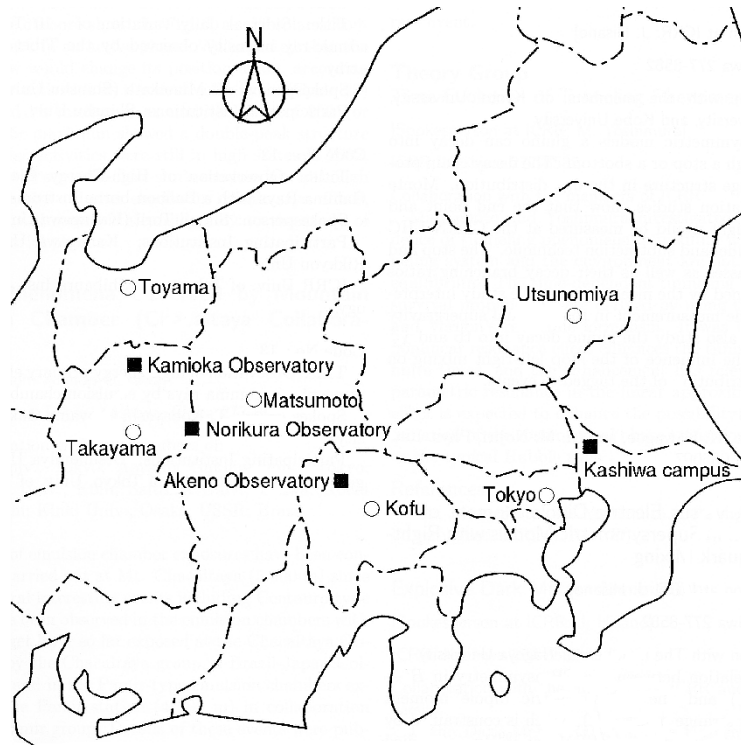 N
Toyama
Utsunomiya
Kamioka Observatory
Matsumoto
Takayama
Norikura Observatory
Kashiwa campus
Akeno Observatory
Tokyo
Kofu